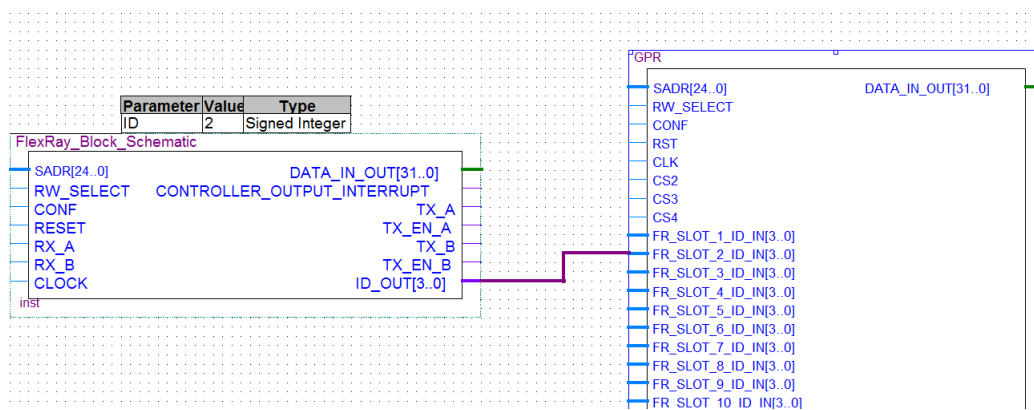 Parameter Value Type
ID 2 Signed Integer
FlexRay_Block_Schematic
SADR[24..0] DATA_IN_OUT[31..0]
RW_SELECT CONTROLLER_OUTPUT_INTERRUPT
CONF TX_A
RESET TX_EN_A
RX_A TX_B
RX_B TX_EN_B
CLOCK ID_OUT[3..0]
inst
GPR
SADR[24..0] DATA_IN_OUT[31..0]
RW_SELECT
CONF
RST
CLK
CS2
CS3
CS4
FR_SLOT_1_ID_IN[3..0]
FR_SLOT_2_ID_IN[3..0]
FR_SLOT_3_ID_IN[3..0]
FR_SLOT_4_ID_IN[3..0]
FR_SLOT_5_ID_IN[3..0]
FR_SLOT_6_ID_IN[3..0]
FR_SLOT_7_ID_IN[3..0]
FR_SLOT_8_ID_IN[3..0]
FR_SLOT_9_ID_IN[3..0]
FR_SLOT_10_ID_IN[3..0]